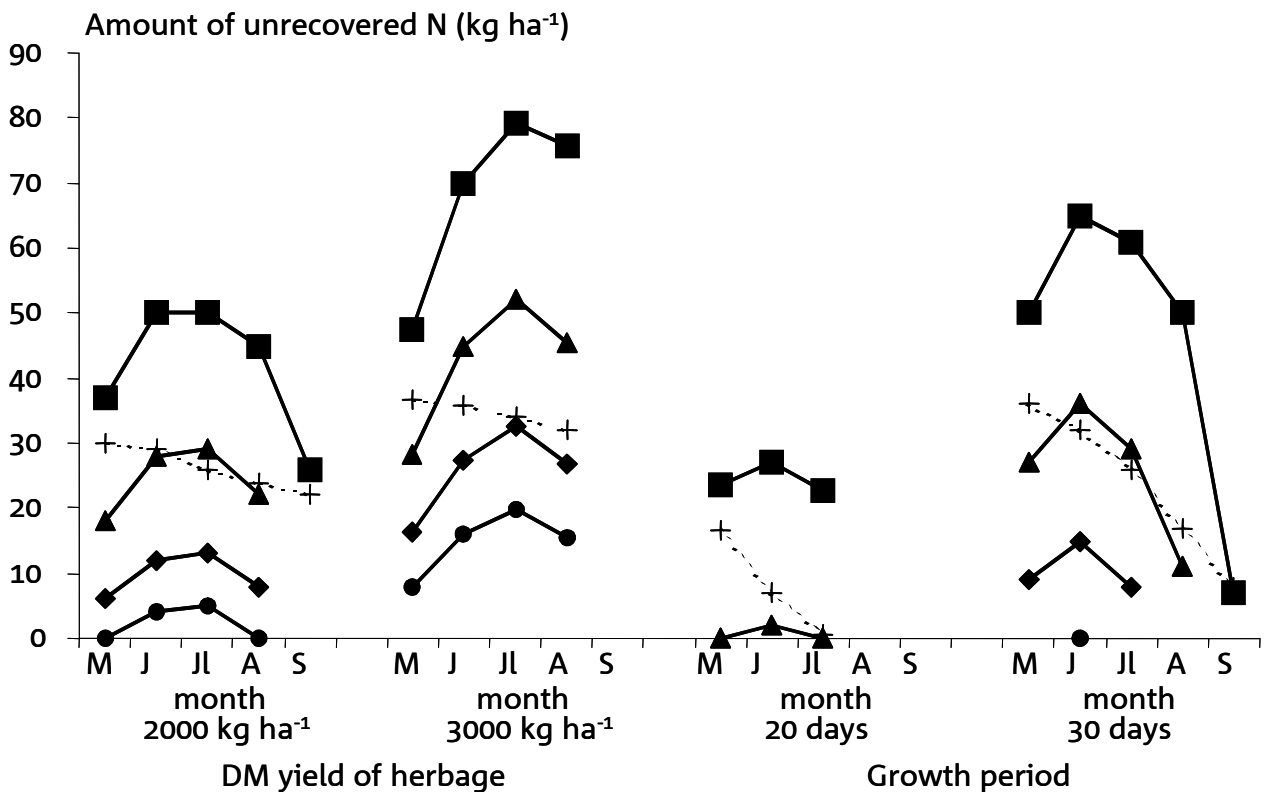 Amount of unrecovered N (kg ha⁻¹)
90
80
70
60
50
40
30
20
10
0
M J Jl A S M J Jl A S M J Jl A S M J Jl A S
month month month month
2000 kg ha⁻¹ 3000 kg ha⁻¹ 20 days 30 days
DM yield of herbage Growth period